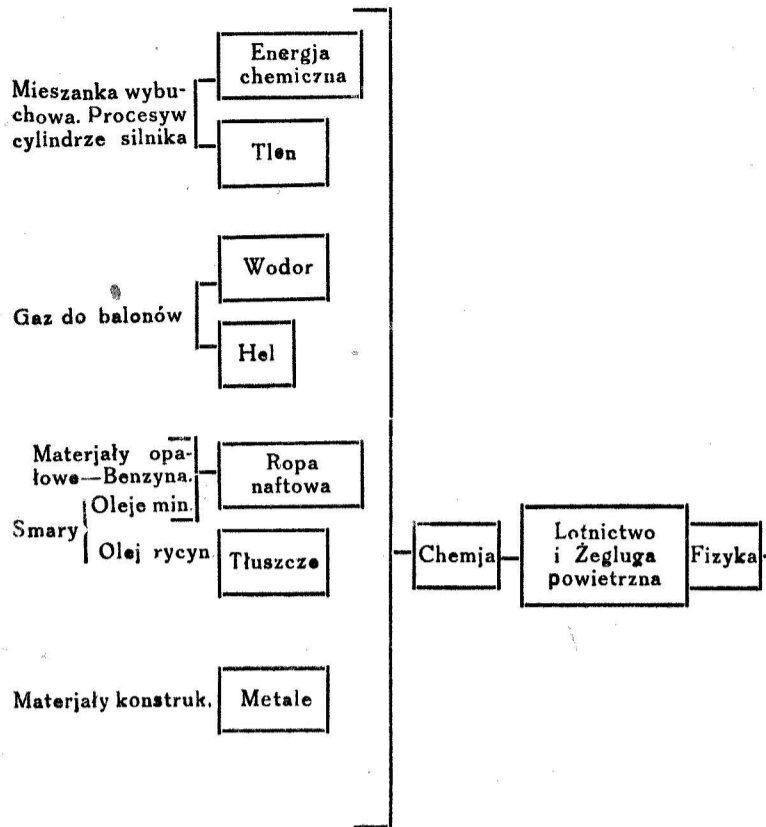 Energja
chemiczna
Mieszanka wybu-
chowa. Procesyw
cylindrze silnika
Tlen
Wodor
Gaz do balonów
Hel
Materjały opa-
łowe—Benzyna.
Ropa
naftowa
Oleje min.
Smary
Olej rycyn
Tłuszcze
Chemja
Lotnictwo
i Żegluga
powietrzna
Fizyka
Materjały konstruk.
Metale